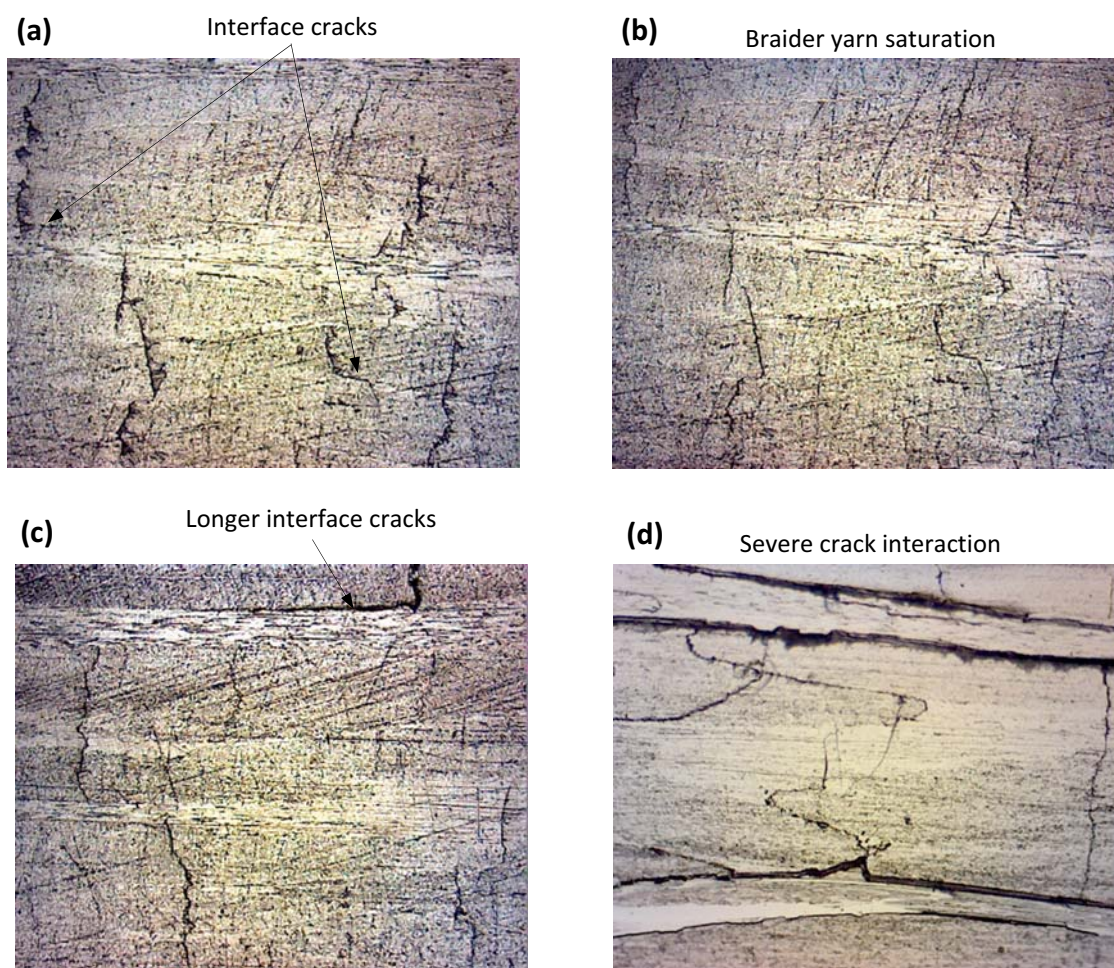 (a)
Interface cracks
(b)
Braider yarn saturation
(c)
Longer interface cracks
(d)
Severe crack interaction